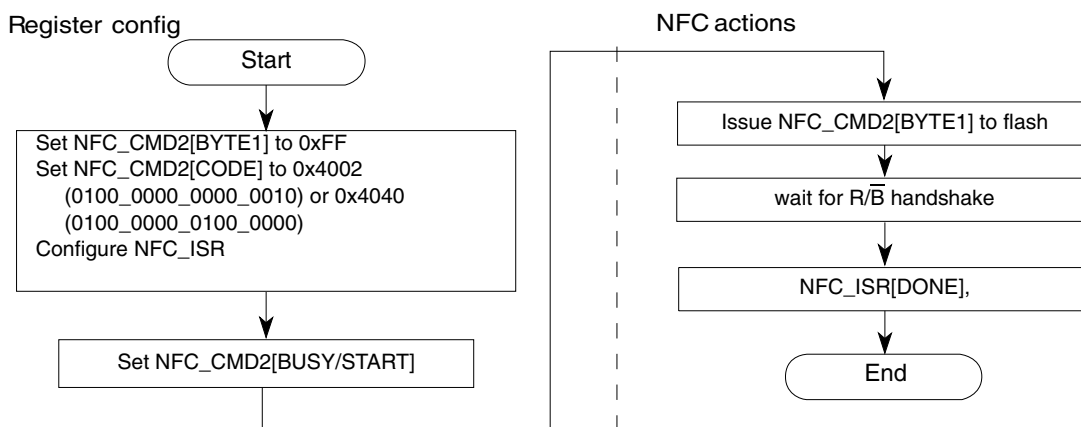 Register config
Start
Set NFC_CMD2[BYTE1] to 0xFF
Set NFC_CMD2[CODE] to 0x4002
(0100_0000_0000_0010) or 0x4040
(0100_0000_0100_0000)
Configure NFC_ISR
Set NFC_CMD2[BUSY/START]
NFC actions
Issue NFC_CMD2[BYTE1] to flash
wait for R/B̅ handshake
NFC_ISR[DONE],
End